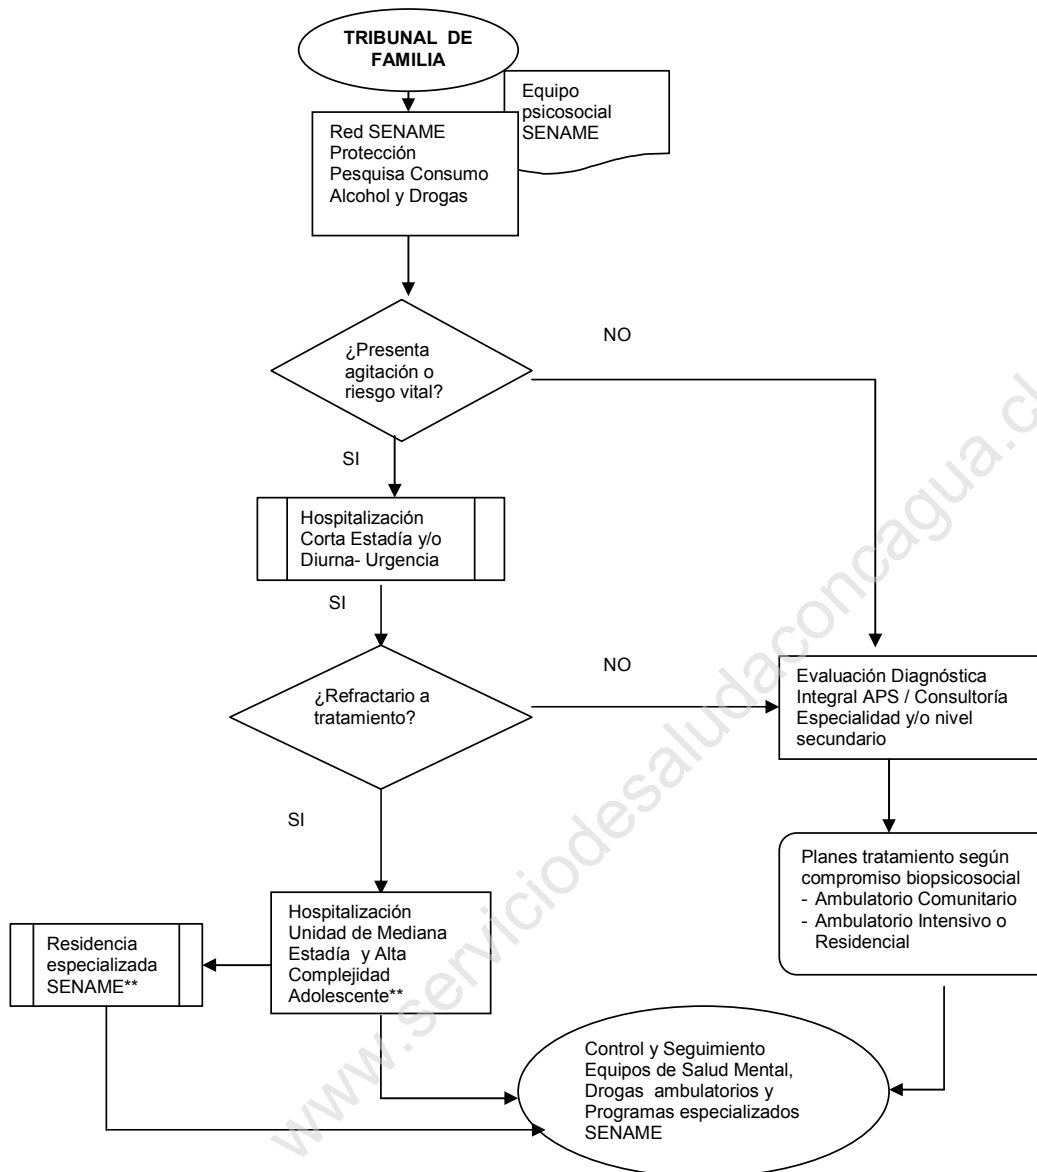 TRIBUNAL DE
FAMILIA
Equipo
psicosocial
SENAME
Red SENAME
Protección
Pesquisa Consumo
Alcohol y Drogas
¿Presenta
agitación o
riesgo vital?
NO
SI
Hospitalización
Corta Estadía y/o
Diurna- Urgencia
SI
¿Refractario a
tratamiento?
NO
Evaluación Diagnóstica
Integral APS / Consultoría
Especialidad y/o nivel
secundario
SI
Planes tratamiento según
compromiso biopsicosocial
- Ambulatorio Comunitario
- Ambulatorio Intensivo o
Residencial
Hospitalización
Unidad de Mediana
Estadía y Alta
Complejidad
Adolescente**
Residencia
especializada
SENAME**
Control y Seguimiento
Equipos de Salud Mental,
Drogas ambulatorios y
Programas especializados
SENAME
www.serviciodesaludaconcagua.cl